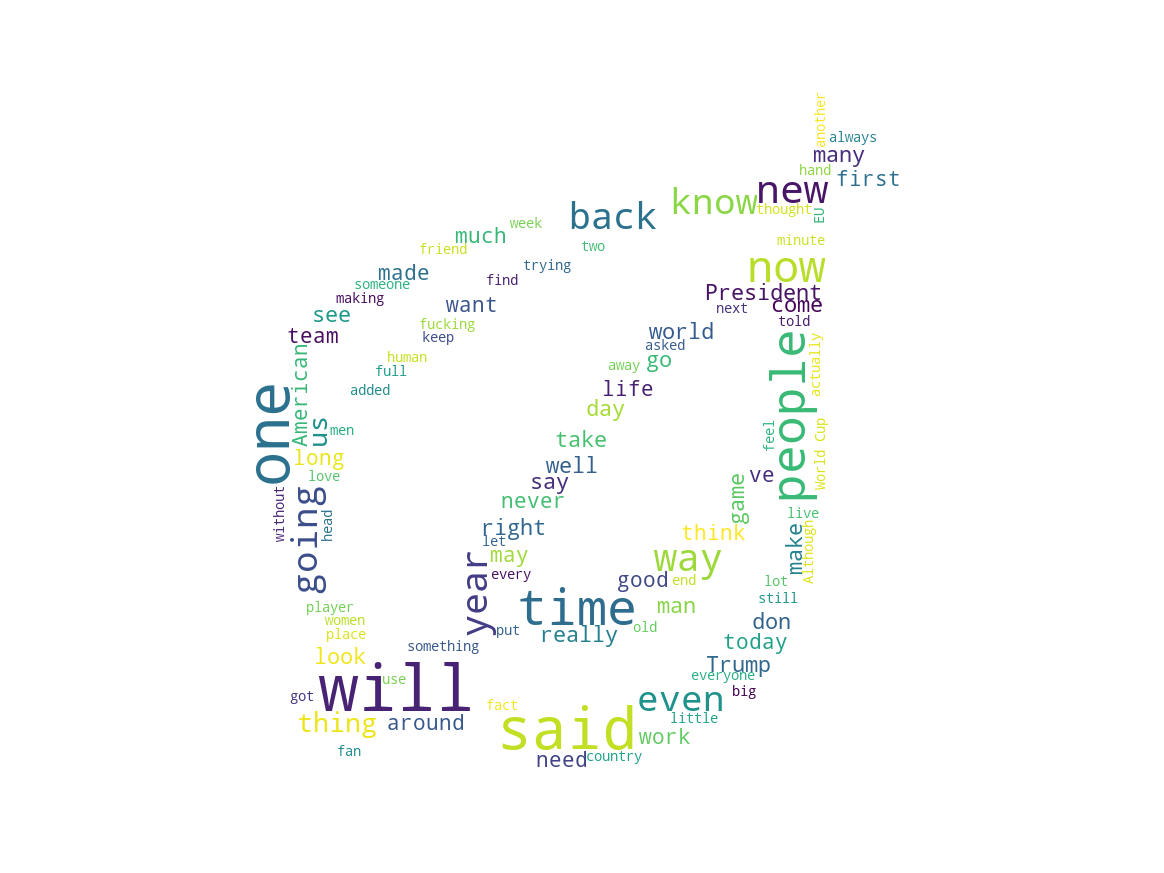 another
always
many
hand
first
new
know
thought
EU
back
week
much
two
minute
friend
now
trying
made
find
someone
President
making
want
come
next
see
told
fucking
world
team
keep
asked
actually
people
human
go
away
full
American
life
added
one
day
us
men
feel
World Cup
take
long
well
love
ve
say
game
never
without
going
head
live
right
think
make
Although
let
may
way
every
good
end
lot
year
time
still
player
man
women
don
put
old
place
really
today
something
look
Trump
everyone
will
use
big
got
even
fact
said
little
thing
around
work
fan
need
country